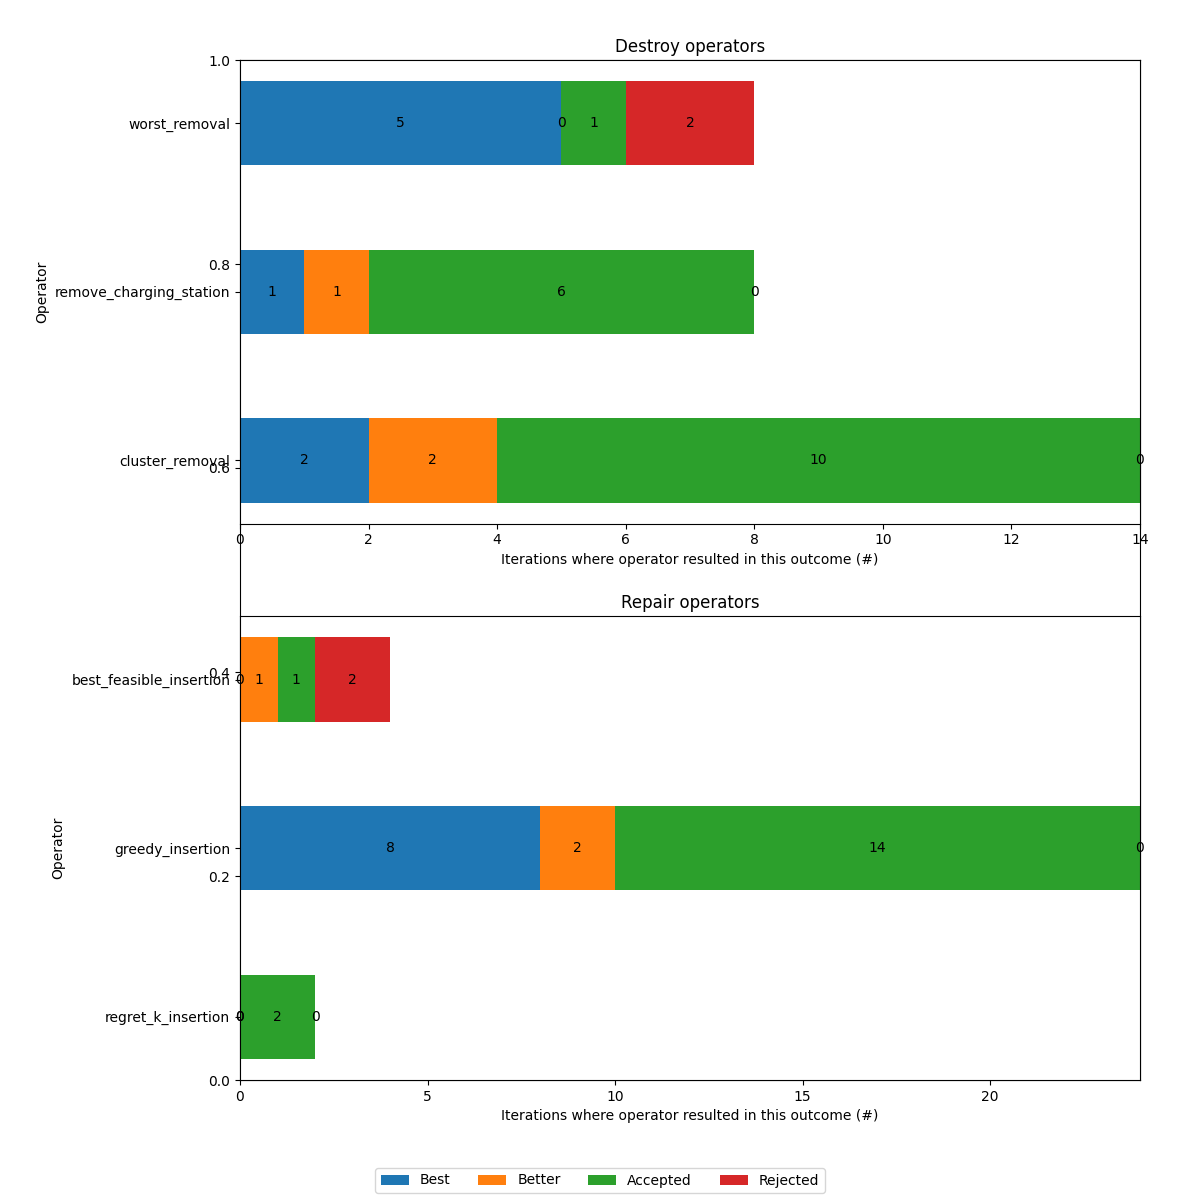 Destroy operators
1.0
worst_removal 5 0 1 2
0.8
Operator
remove_charging_station 1 1 6 0
cluster_removal 2 2 10 0
0.6
0 2 4 6 8 10 12 14
Iterations where operator resulted in this outcome (#)
Repair operators
0.4
best_feasible_insertion 0 1 1 2
Operator
greedy_insertion 8 2 14 0
0.2
regret_k_insertion 0 0 2 0
0.0
0 5 10 15 20
Iterations where operator resulted in this outcome (#)
Best Better Accepted Rejected